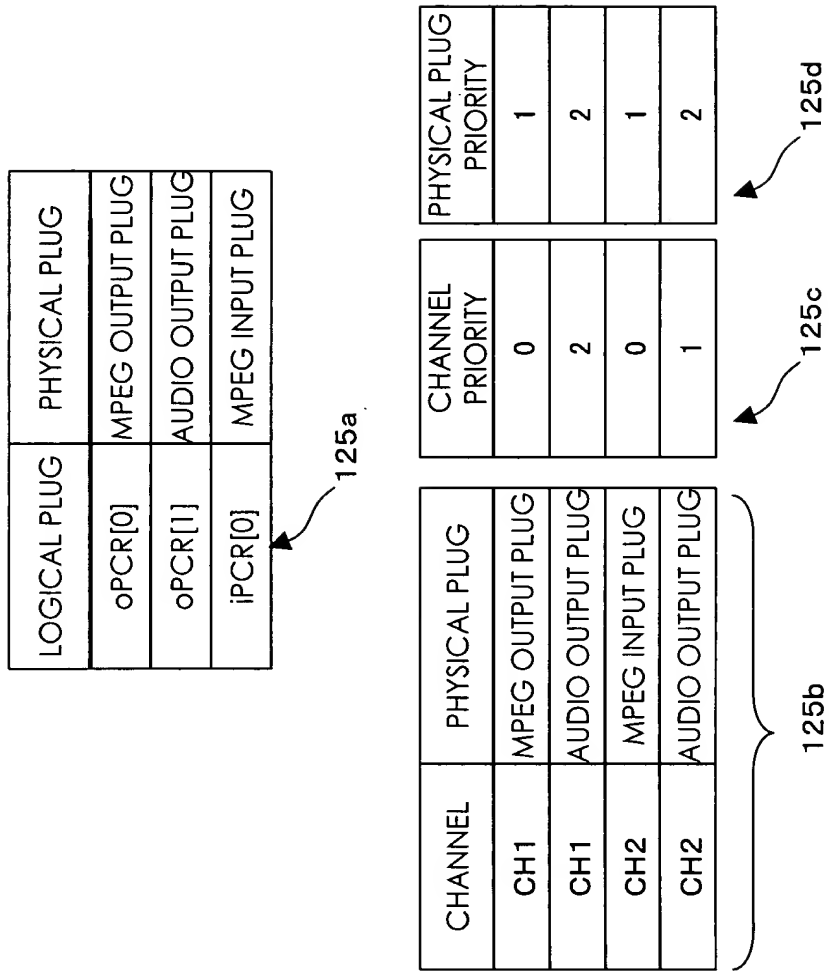 LOGICAL PLUG PHYSICAL PLUG
oPCR[0] MPEG OUTPUT PLUG
oPCR[1] AUDIO OUTPUT PLUG
iPCR[0] MPEG INPUT PLUG
125a
CHANNEL PHYSICAL PLUG
CH1 MPEG OUTPUT PLUG
CH1 AUDIO OUTPUT PLUG
CH2 MPEG INPUT PLUG
CH2 AUDIO OUTPUT PLUG
125b
CHANNEL
PRIORITY
0
2
0
1
125c
PHYSICAL PLUG
PRIORITY
1
2
1
2
125d